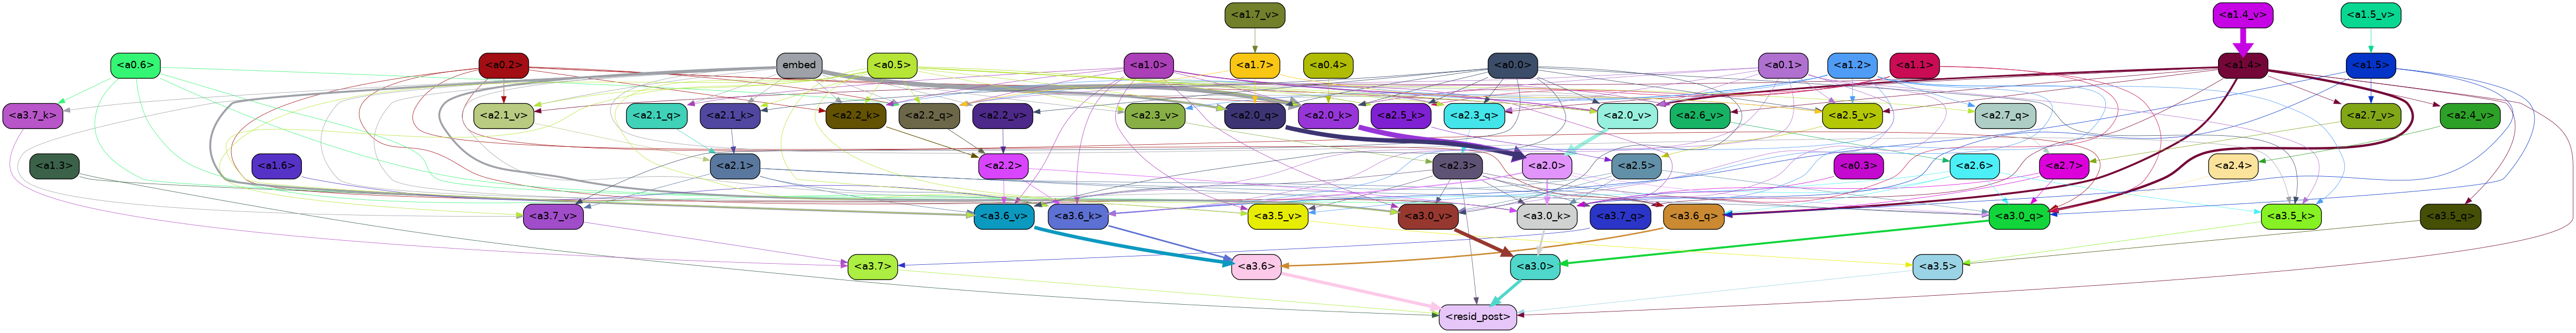 <a1.7_v> <a1.4_v> <a1.5_v>
<a0.6> <a0.2> embed <a0.5> <a1.0> <a1.7> <a0.4> <a0.0> <a0.1> <a1.2> <a1.1> <a1.4> <a1.5>
<a3.7_k> <a2.1_v> <a2.1_q> <a2.1_k> <a2.2_k> <a2.2_q> <a2.2_v> <a2.3_v> <a2.0_q> <a2.0_k> <a2.5_k> <a2.3_q> <a2.0_v> <a2.6_v> <a2.5_v> <a2.7_q> <a2.7_v> <a2.4_v>
<a1.3> <a1.6> <a2.1> <a2.2> <a2.3> <a2.0> <a2.5> <a0.3> <a2.6> <a2.7> <a2.4>
<a3.7_v> <a3.6_v> <a3.6_k> <a3.5_v> <a3.0_v> <a3.0_k> <a3.7_q> <a3.6_q> <a3.0_q> <a3.5_k> <a3.5_q>
<a3.7> <a3.6> <a3.0> <a3.5>
<resid_post>